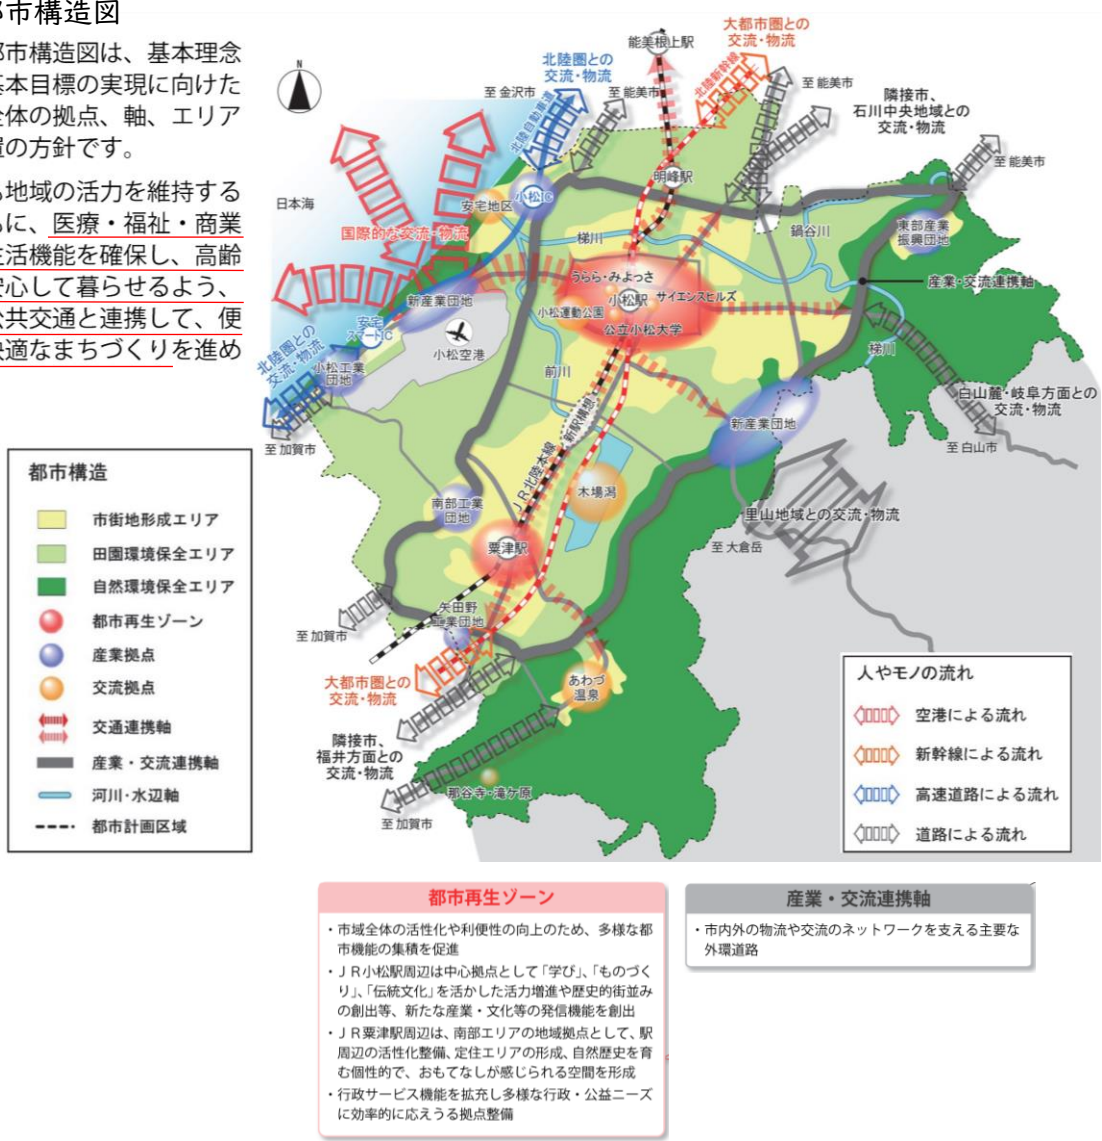 都市構造図
都市構造図は、基本理念
基本目標の実現に向けた
全体の拠点、軸、エリア
置の方針です。
も地域の活力を維持する
もに、医療・福祉・商業
生活機能を確保し、高齢
安心して暮らせるよう、
公共交通と連携して、便
快適なまちづくりを進め
N
日本海
大都市圏との
交流・物流
能美根上駅
北陸新幹線
北陸圏との
交流・物流
至 金沢市
至 能美市
至 能美市
隣接市、
石川中央地域との
交流・物流
至 能美市
北陸自動車道
明峰駅
小松IC
安宅地区
国際的な交流・物流
梯川
鍋谷川
東部産業
振興団地
産業・交流連携軸
うらら・みよっさ
小松駅
サイエンスヒルズ
小松運動公園
公立小松大学
新産業団地
安宅
スマートIC
小松空港
北陸圏との
交流・物流
小松工業
団地
前川
梯川
至 加賀市
白山麓・岐阜方面との
交流・物流
至 白山市
新産業団地
新駅構想
ＪＲ北陸本線
木場潟
南部工業
団地
里山地域との交流・物流
至 大倉岳
粟津駅
至 加賀市
矢田野
工業団地
大都市圏との
交流・物流
あわづ
温泉
隣接市、
福井方面との
交流・物流
那谷寺・滝ケ原
至 加賀市
都市構造
市街地形成エリア
田園環境保全エリア
自然環境保全エリア
都市再生ゾーン
産業拠点
交流拠点
交通連携軸
産業・交流連携軸
河川・水辺軸
都市計画区域
人やモノの流れ
空港による流れ
新幹線による流れ
高速道路による流れ
道路による流れ
都市再生ゾーン
・市域全体の活性化や利便性の向上のため、多様な都
市機能の集積を促進
・ＪＲ小松駅周辺は中心拠点として「学び」、「ものづく
り」、「伝統文化」を活かした活力増進や歴史的街並み
の創出等、新たな産業・文化等の発信機能を創出
・ＪＲ粟津駅周辺は、南部エリアの地域拠点として、駅
周辺の活性化整備、定住エリアの形成、自然歴史を育
む個性的で、おもてなしが感じられる空間を形成
・行政サービス機能を拡充し多様な行政・公益ニーズ
に効率的に応えうる拠点整備
産業・交流連携軸
・市内外の物流や交流のネットワークを支える主要な
外環道路